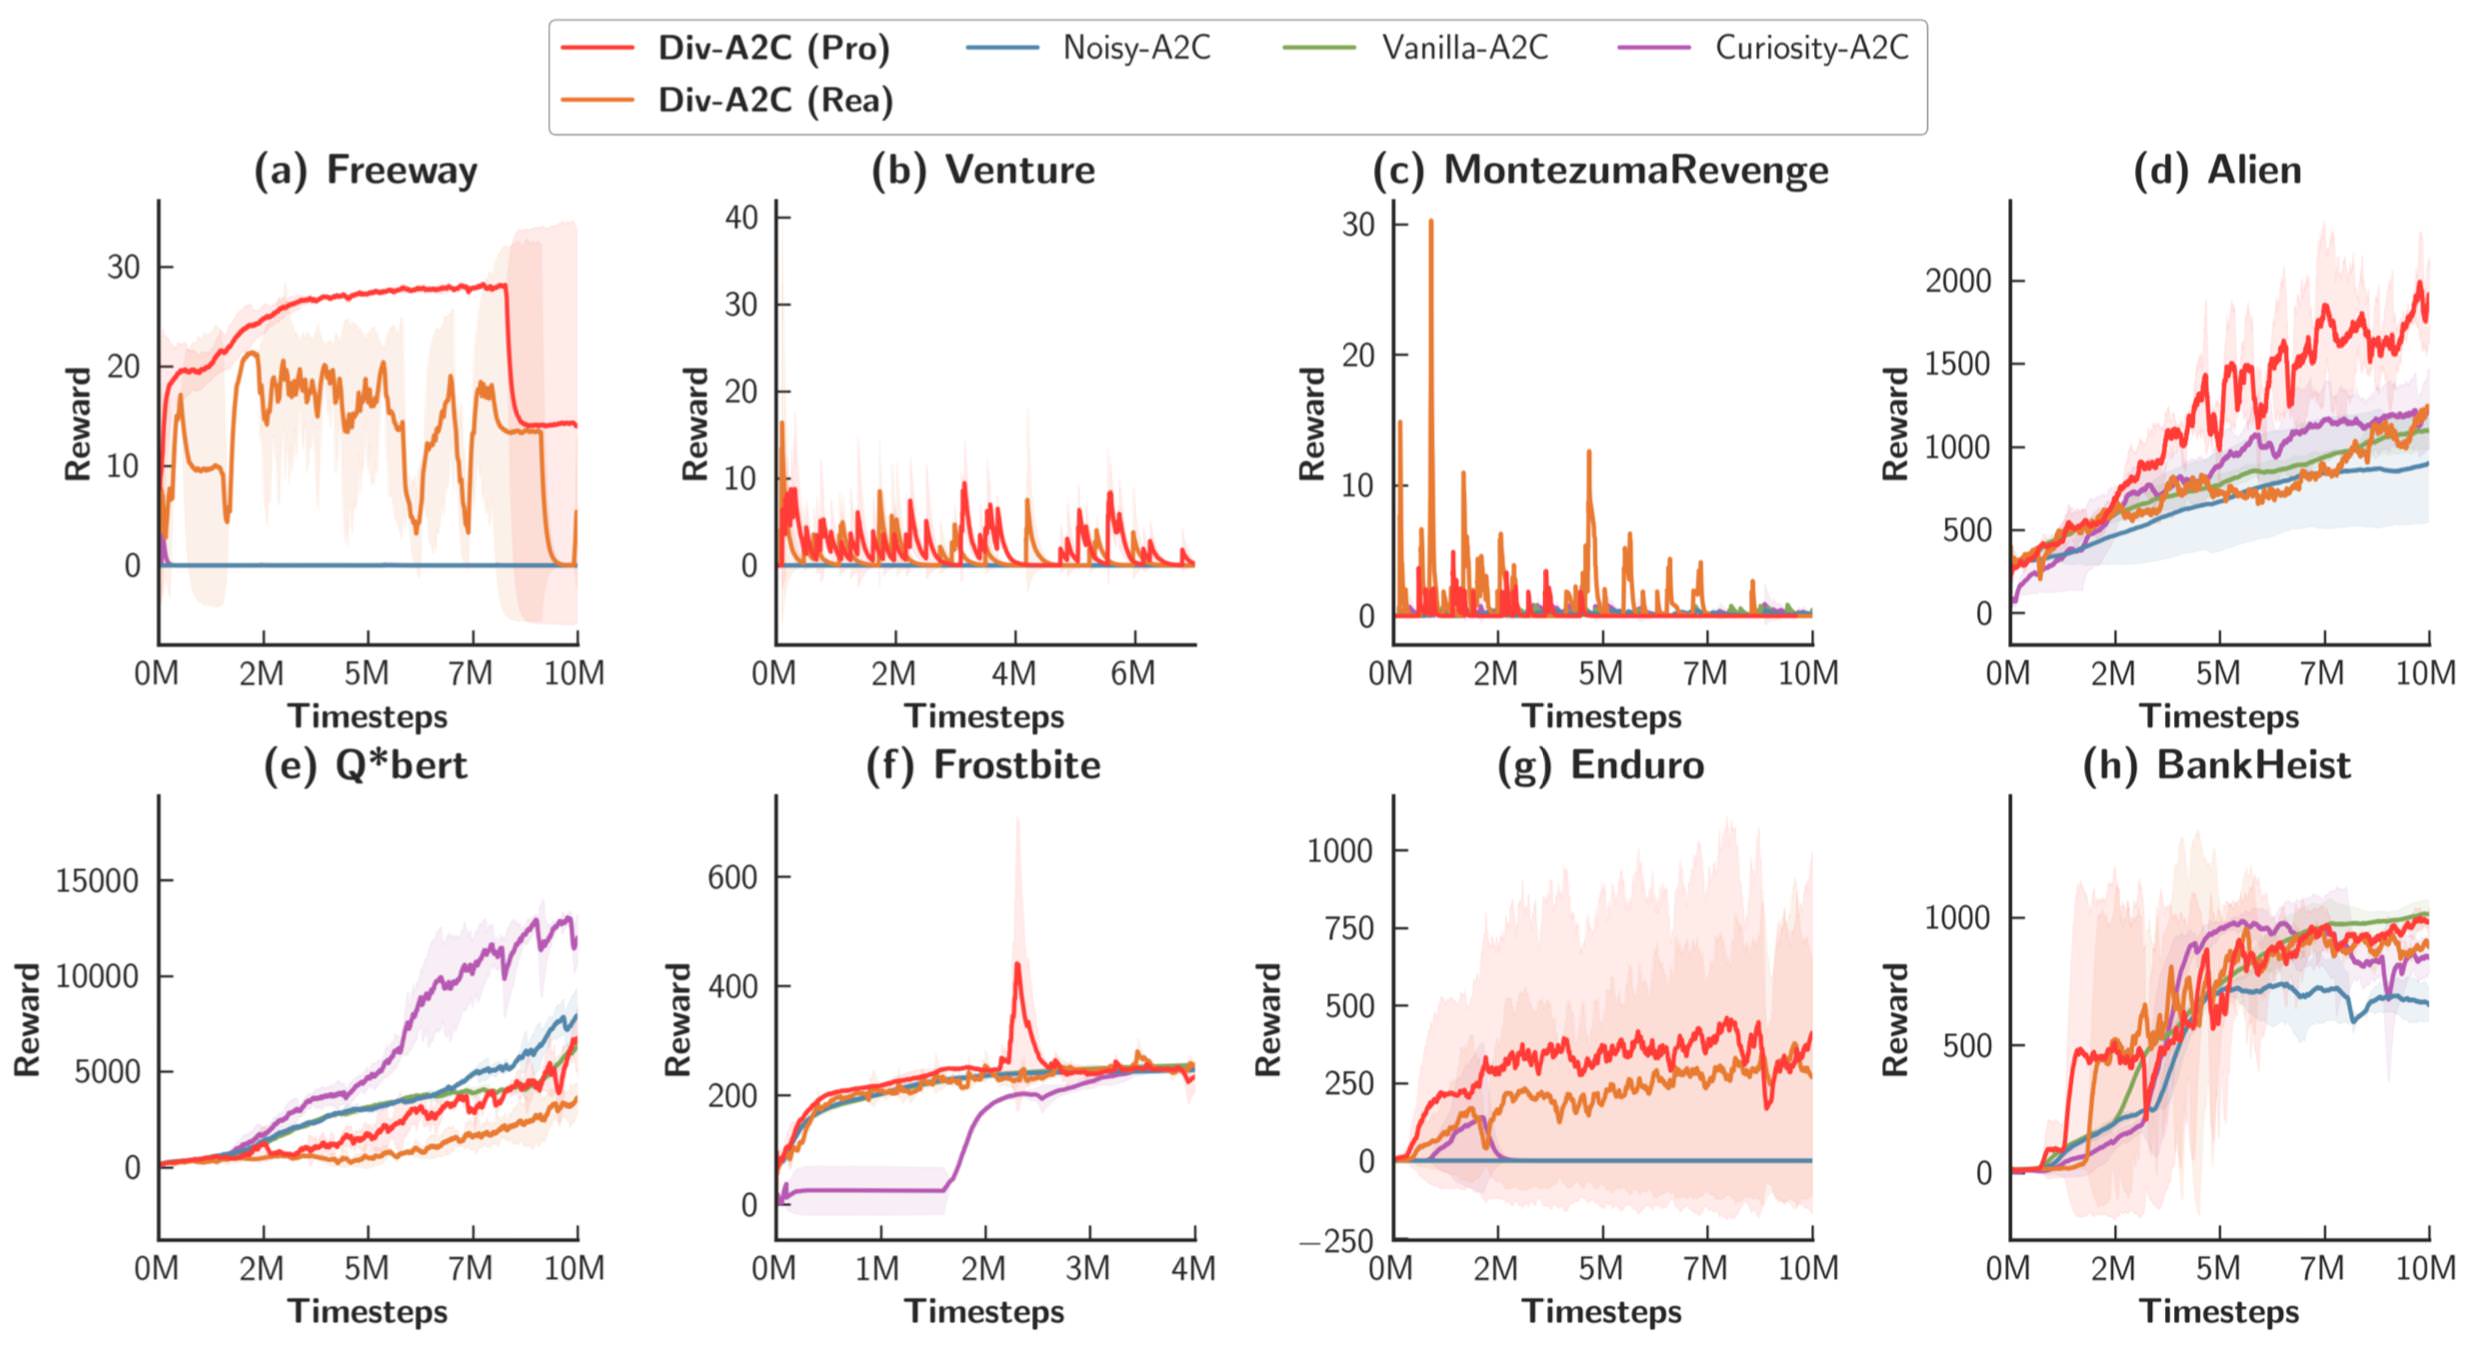 Div-A2C (Pro) Noisy-A2C Vanilla-A2C Curiosity-A2C
Div-A2C (Rea)
(a) Freeway
30
20
10
0
Reward
0M 2M 5M 7M 10M
Timesteps
(b) Venture
40
30
20
10
0
Reward
0M 2M 4M 6M
Timesteps
(c) MontezumaRevenge
30
20
10
0
Reward
0M 2M 5M 7M 10M
Timesteps
(d) Alien
2000
1500
1000
500
0
Reward
0M 2M 5M 7M 10M
Timesteps
(e) Q*bert
15000
10000
5000
0
Reward
0M 2M 5M 7M 10M
Timesteps
(f) Frostbite
600
400
200
0
Reward
0M 1M 2M 3M 4M
Timesteps
(g) Enduro
1000
750
500
250
0
−250
Reward
0M 2M 5M 7M 10M
Timesteps
(h) BankHeist
1000
500
0
Reward
0M 2M 5M 7M 10M
Timesteps